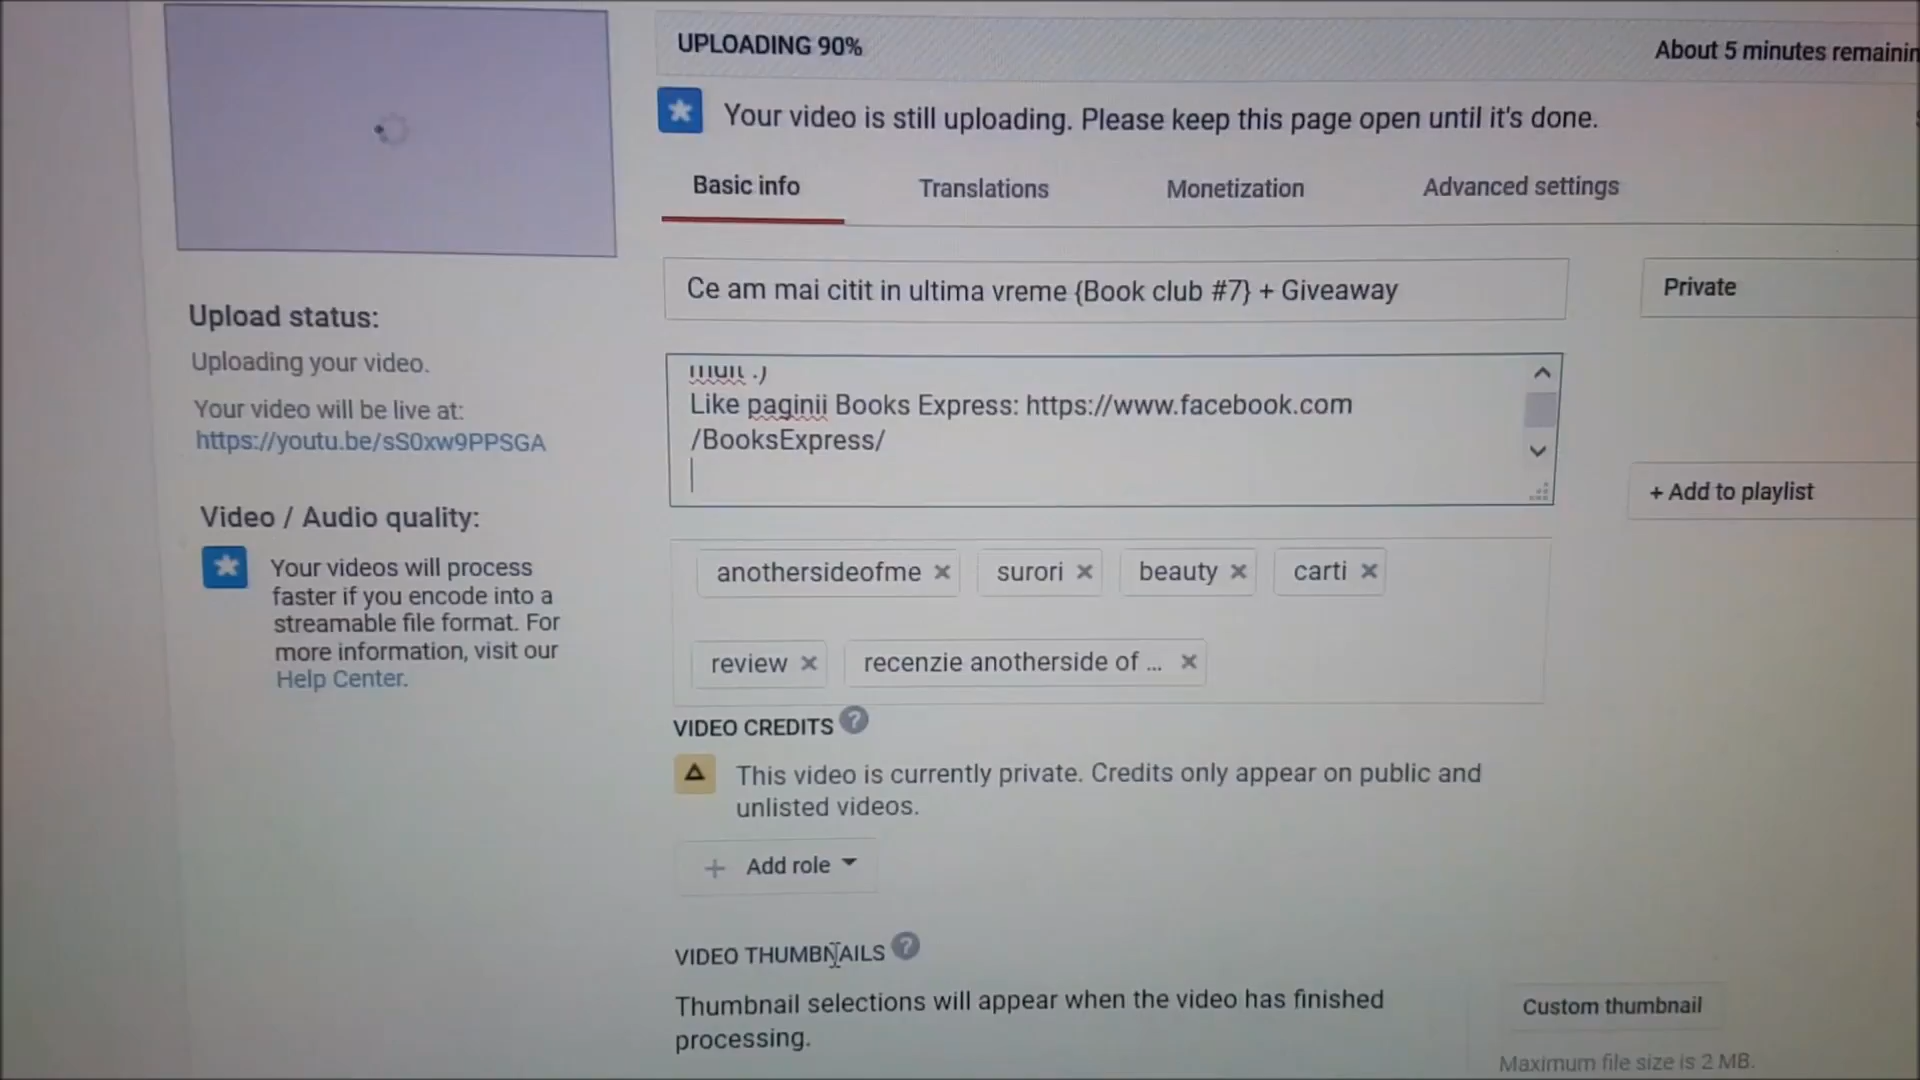 UPLOADING 90%
About 5 minutes remainin
Your video is still uploading. Please keep this page open until it's done.
Basic info
Translations
Monetization
Advanced settings
Ce am mai citit in ultima vreme {Book club #7} + Giveaway
Private
Upload status:
Uploading your video.
Your video will be live at:
https://youtu.be/sS0xw9PPSGA
Like paginii Books Express: https://www.facebook.com
/BooksExpress/
+ Add to playlist
Video / Audio quality:
Your videos will process
faster if you encode into a
streamable file format. For
more information, visit our
Help Center.
anothersideofme × surori × beauty × carti ×
review × recenzie anotherside of ... ×
VIDEO CREDITS ?
This video is currently private. Credits only appear on public and
unlisted videos.
+ Add role
VIDEO THUMBNAILS ?
Thumbnail selections will appear when the video has finished
processing.
Custom thumbnail
Maximum file size is 2 MB.